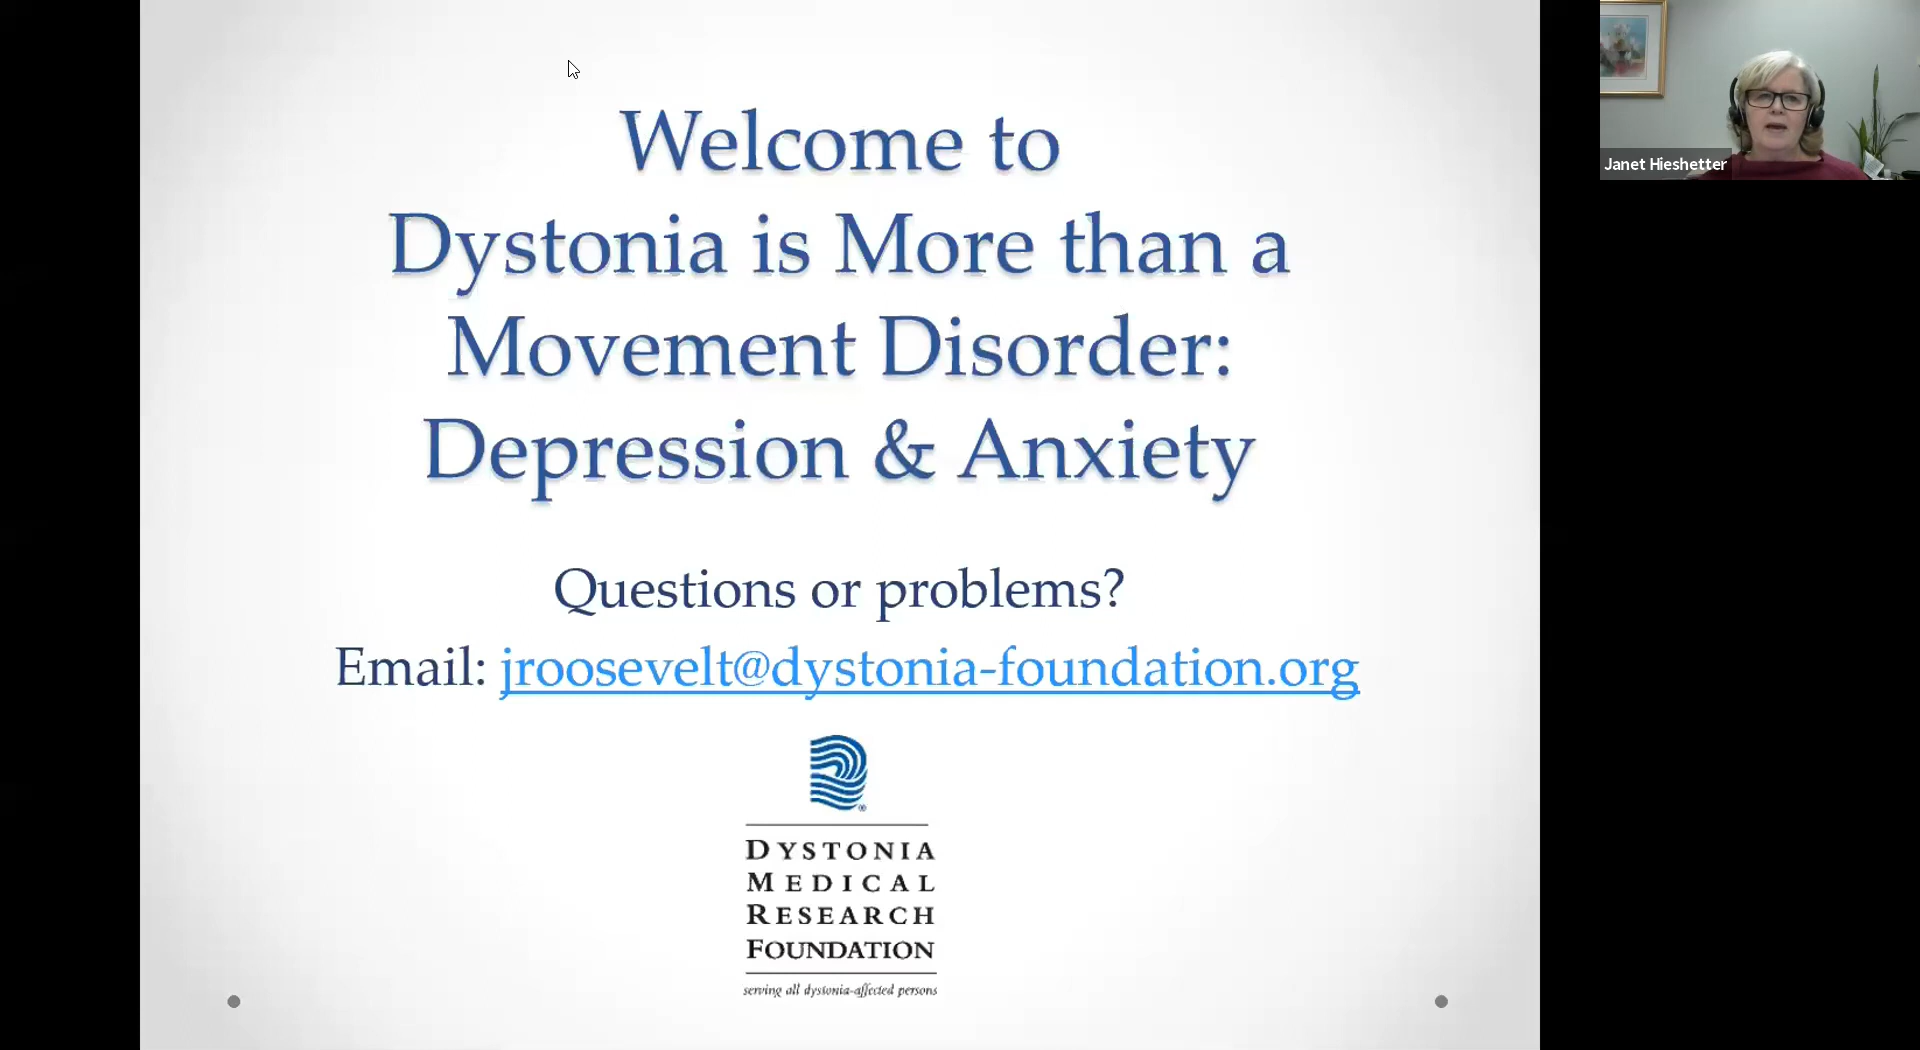 Welcome to
Dystonia is More than a
Movement Disorder:
Depression & Anxiety
Questions or problems?
Email: jroosevelt@dystonia-foundation.org
®
DYSTONIA
MEDICAL
RESEARCH
FOUNDATION
serving all dystonia-affected persons
Janet Hieshetter